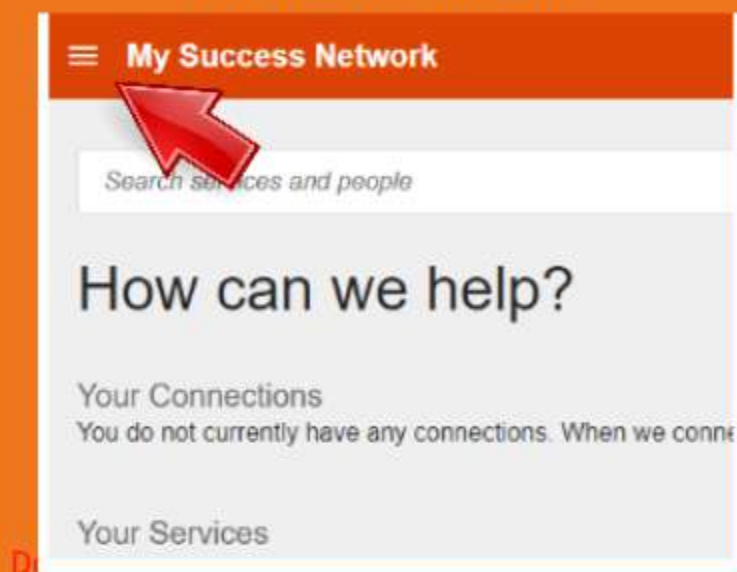 My Success Network
Search services and people
How can we help?
Your Connections
You do not currently have any connections. When we conne
Your Services